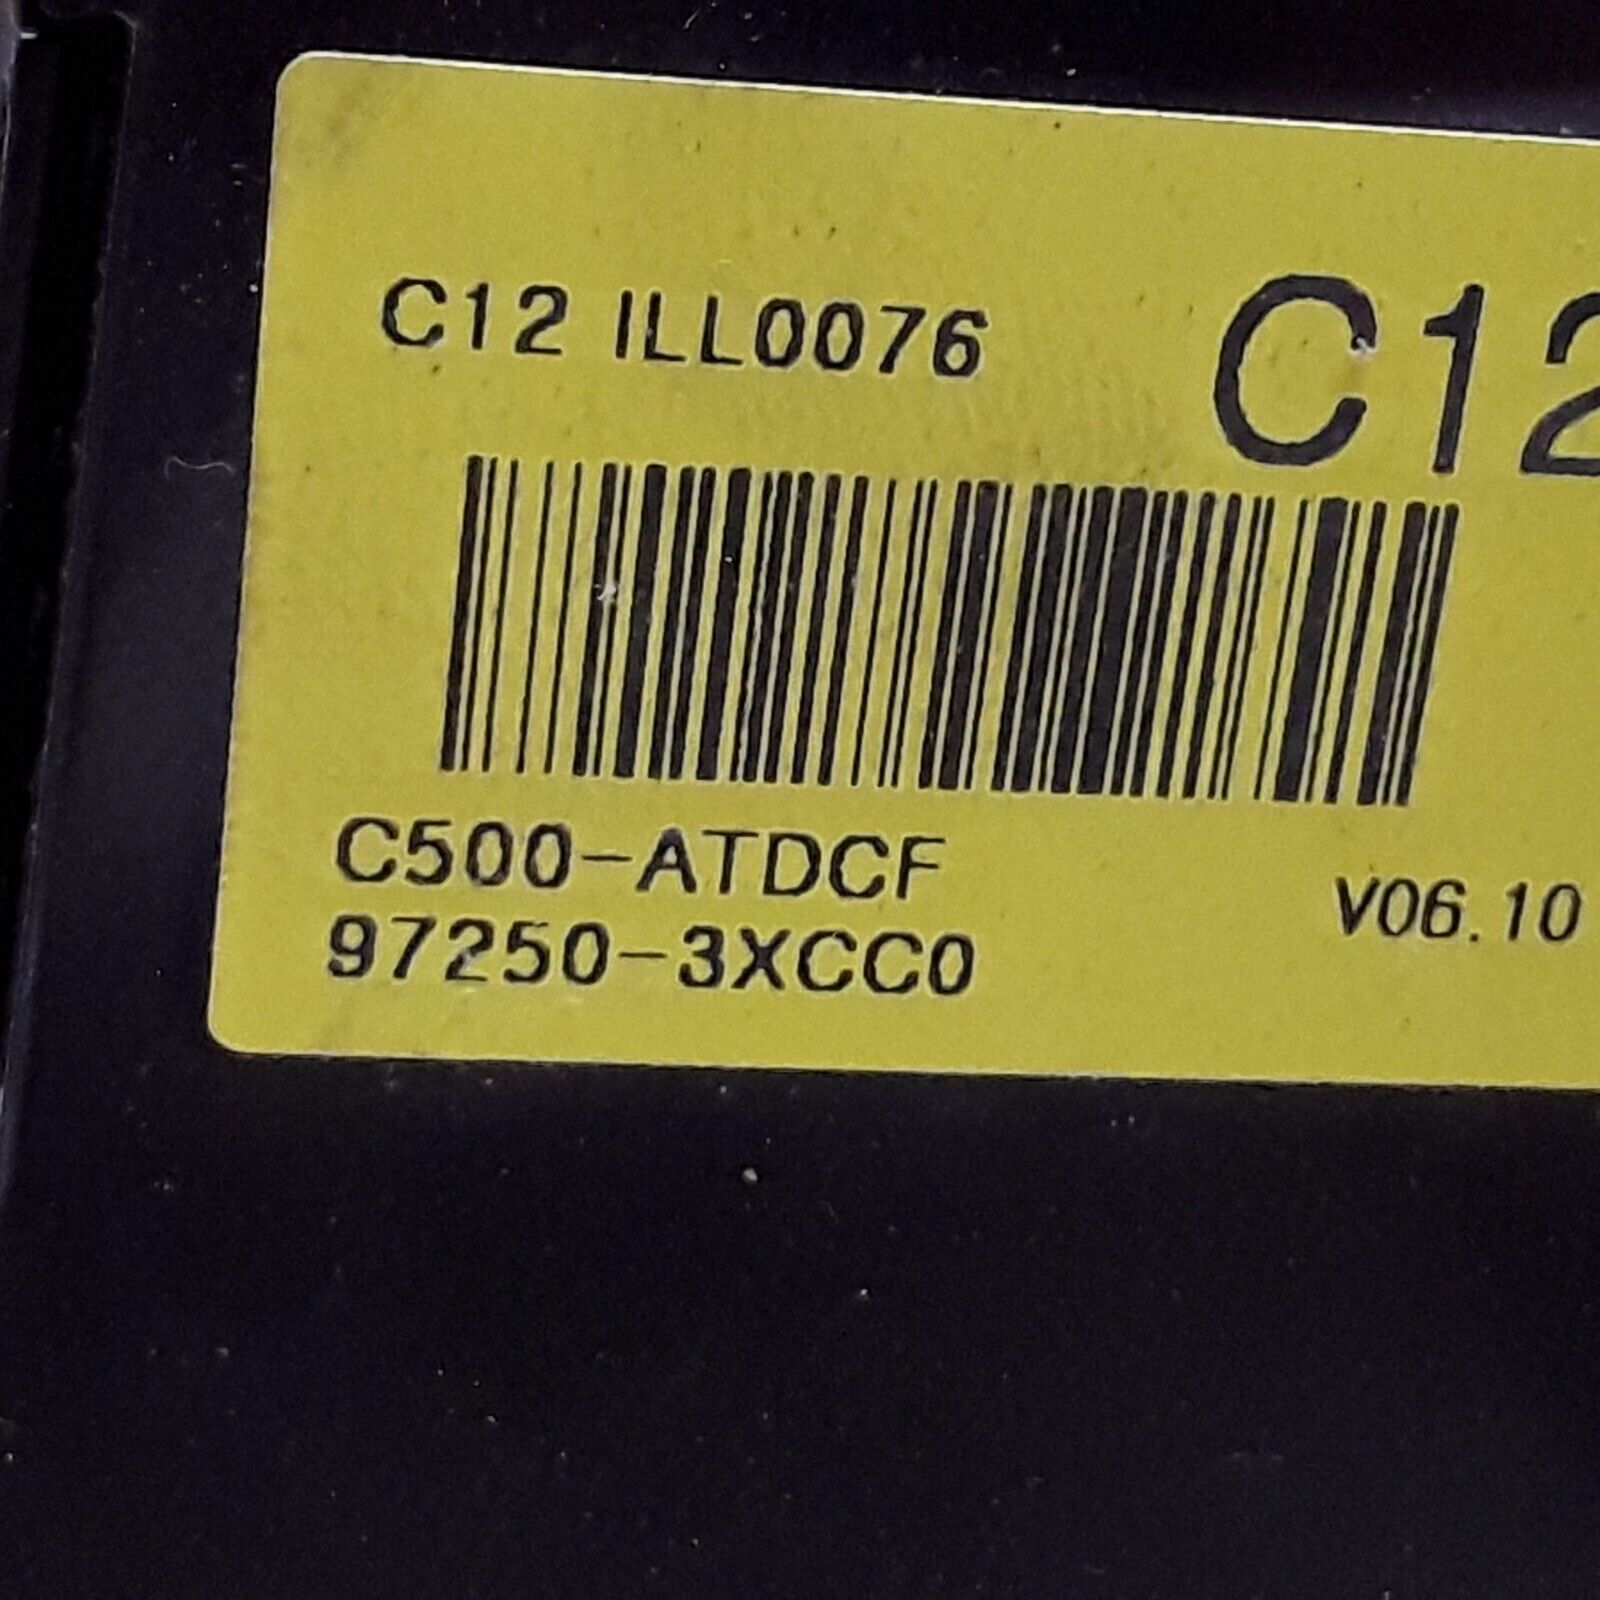 C12 ILL0076
C12
C500-ATDCF
97250-3XCC0
V06.10